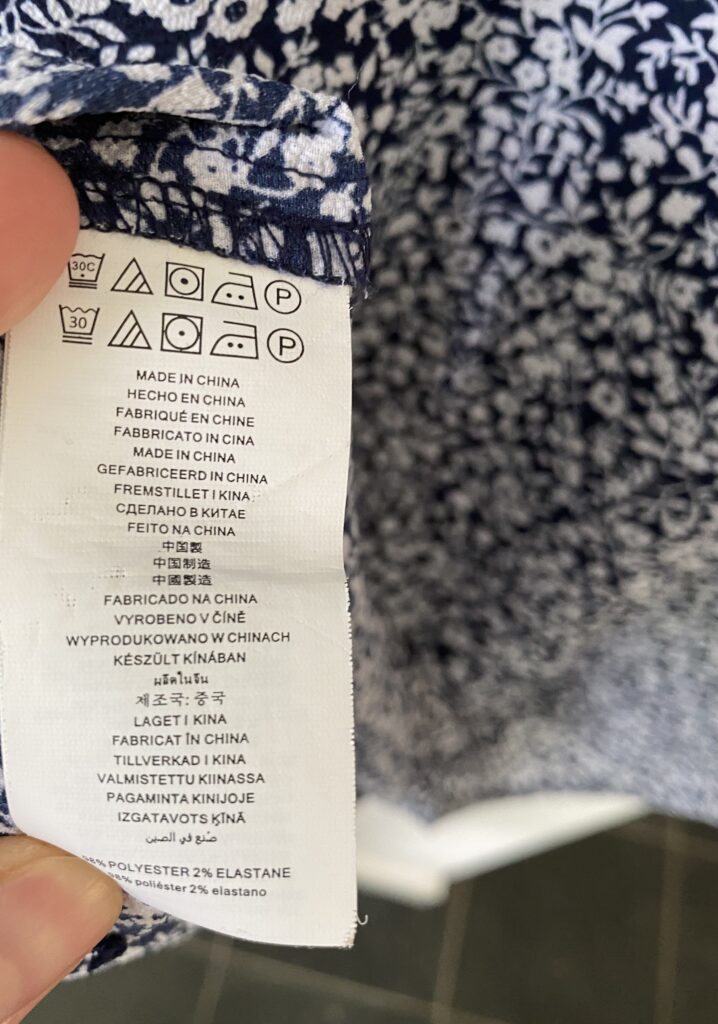 30C P
30 P
MADE IN CHINA
HECHO EN CHINA
FABRIQUÉ EN CHINE
FABBRICATO IN CINA
MADE IN CHINA
GEFABRICEERD IN CHINA
FREMSTILLET I KINA
СДЕЛАНО В КИТАЕ
FEITO NA CHINA
中国製
中国制造
中國製造
FABRICADO NA CHINA
VYROBENO V ČÍNĚ
WYPRODUKOWANO W CHINACH
KÉSZÜLT KÍNÁBAN
ผลิตในจีน
제조국: 중국
LAGET I KINA
FABRICAT ÎN CHINA
TILLVERKAD I KINA
VALMISTETTU KIINASSA
PAGAMINTA KINIJOJE
IZGATAVOTS ĶĪNĀ
صُنع في الصين
98% POLYESTER 2% ELASTANE
98% poliéster 2% elastano